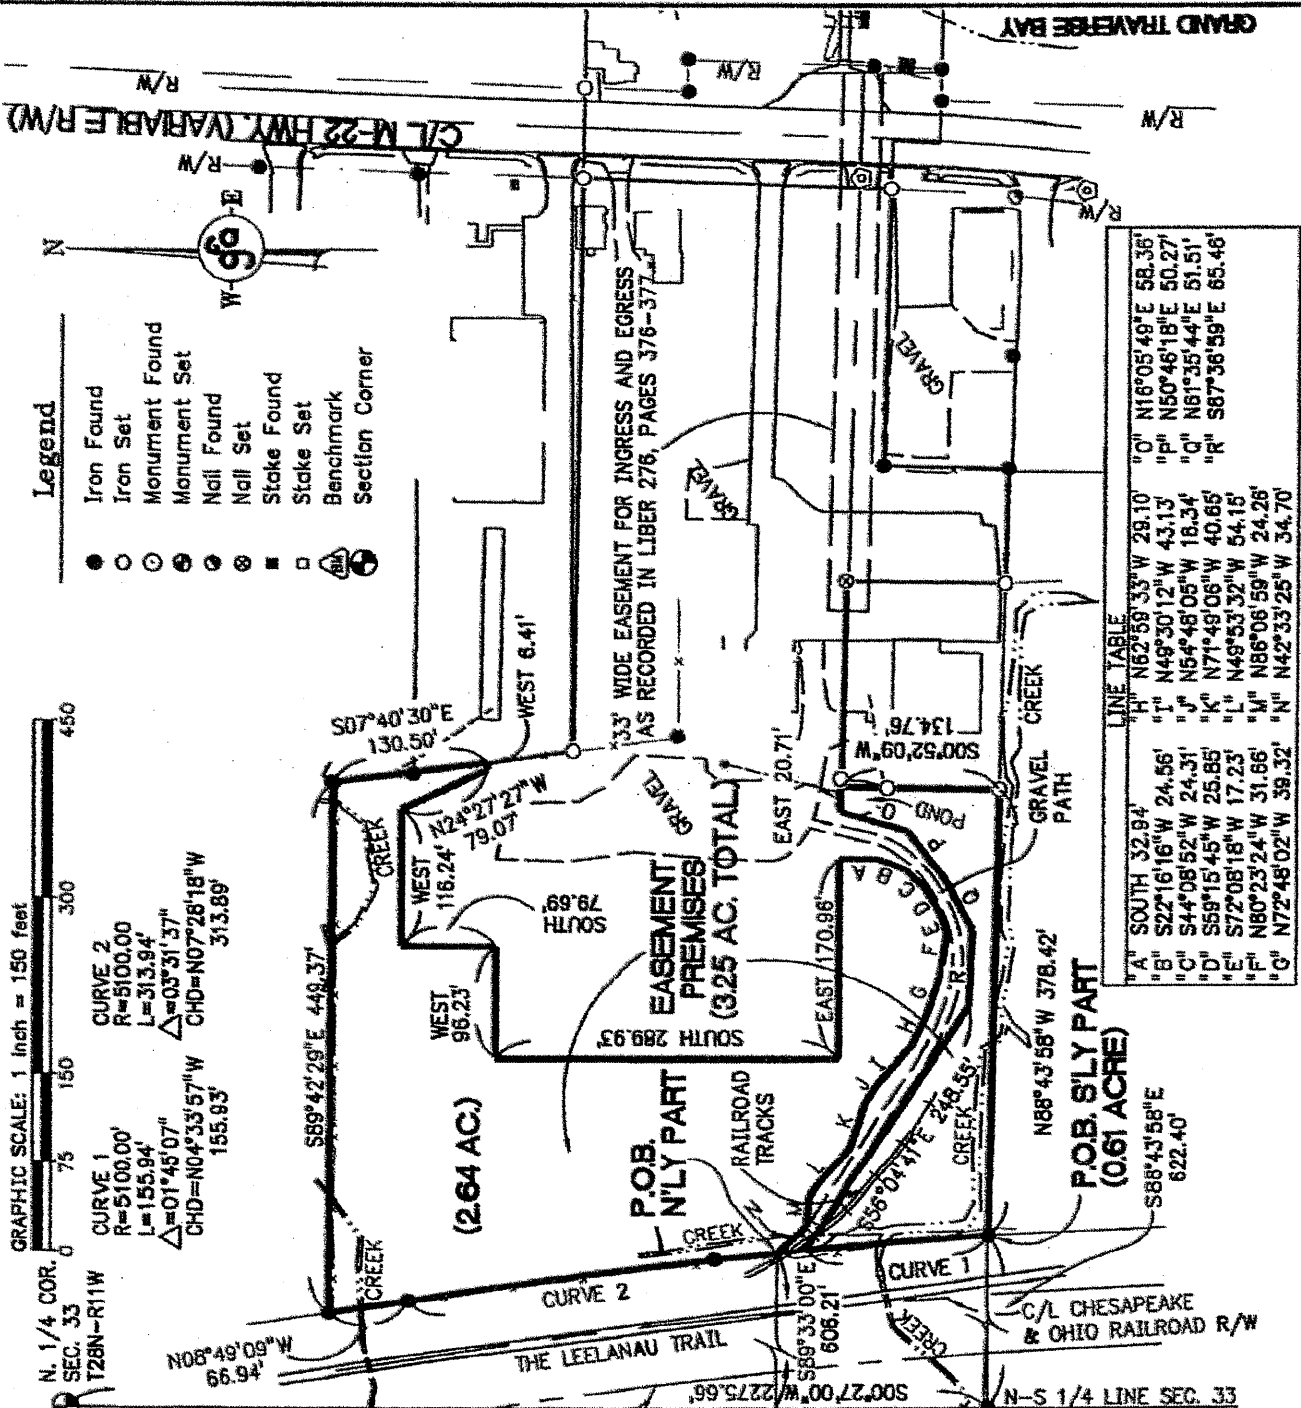 GRAND TRAVERSE BAY
R/W
R/W
C/L M-22 HWY. (VARIABLE R/W)
R/W
R/W
R/W
N
W
E
Legend
Iron Found
Iron Set
Monument Found
Monument Set
Nail Found
Nail Set
Stake Found
Stake Set
Benchmark
Section Corner
BM
GRAPHIC SCALE: 1 inch = 150 feet
0
75
150
300
450
N. 1/4 COR.
SEC. 33
T28N-R11W
CURVE 1
R=5100.00'
L=155.94'
△=01°45'07"
CHD=N04°33'57"W
155.93'
CURVE 2
R=5100.00
L=313.94'
△=03°31'37"
CHD=N07°28'18"W
313.89'
S89°42'29"E 449.37'
S07°40'30"E
130.50'
WEST 6.41'
N24°27'27"W
79.07'
WEST
116.24'
SOUTH
79.69'
WEST
96.23'
SOUTH 289.93'
EAST 170.96'
EAST 20.71'
S00°52'09"W
134.76'
33' WIDE EASEMENT FOR INGRESS AND EGRESS
AS RECORDED IN LIBER 276, PAGES 376-377
GRAVEL
GRAVEL
GRAVEL
CREEK
EASEMENT
PREMISES
(3.25 AC. TOTAL)
(2.64 AC.)
P.O.B.
N'LY PART
RAILROAD
TRACKS
POND
CREEK
GRAVEL
PATH
A
B
C
D
E
F
G
H
I
J
K
L
M
N
O
P
Q
R
S56°04'41"E 248.55'
CREEK
N88°43'58"W 378.42'
P.O.B. S'LY PART
(0.61 ACRE)
S88°43'58"E
622.40'
CREEK
CREEK
CURVE 2
CURVE 1
N08°49'09"W
66.94'
THE LEELANAU TRAIL
S89°33'00"E
606.21'
S00°27'00"W 2275.66'
CREEK
C/L CHESAPEAKE
& OHIO RAILROAD R/W
N-S 1/4 LINE SEC. 33
LINE TABLE
"A" SOUTH 32.94'
"B" S22°16'16"W 24.56'
"C" S44°08'52"W 24.31'
"D" S59°15'45"W 25.85'
"E" S72°08'18"W 17.23'
"F" N80°23'24"W 31.66'
"G" N72°48'02"W 39.32'
"H" N62°59'33"W 29.10'
"I" N49°30'12"W 43.13'
"J" N54°48'05"W 18.34'
"K" N71°49'06"W 40.65'
"L" N49°53'32"W 54.15'
"M" N86°06'59"W 24.26'
"N" N42°33'25"W 34.70'
"O" N16°05'49"E 58.36'
"P" N50°46'18"E 50.27'
"Q" N61°35'44"E 51.51'
"R" S87°36'59"E 65.46'